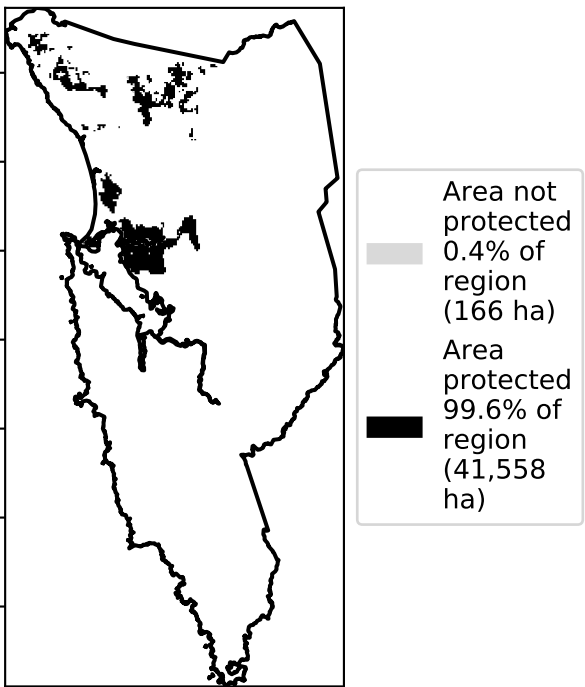 Area not
protected
0.4% of
region
(166 ha)
Area
protected
99.6% of
region
(41,558
ha)